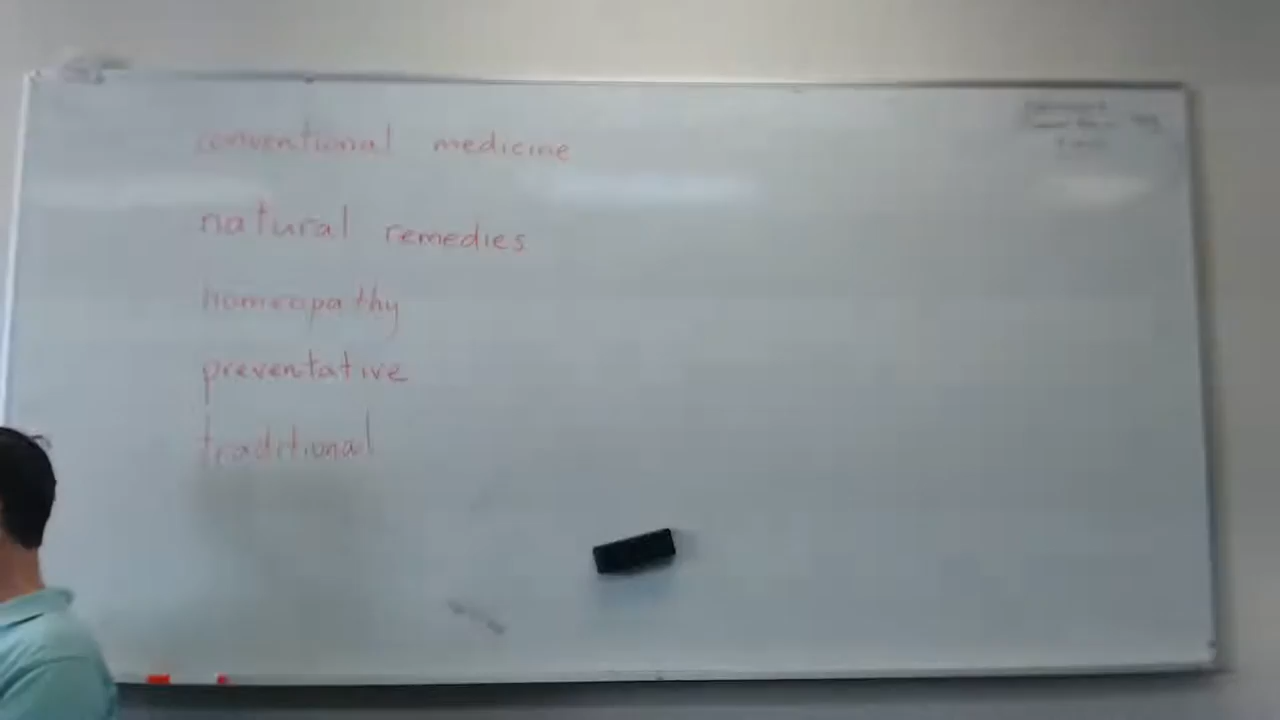 conventional medicine
natural remedies
homeopathy
preventative
traditional